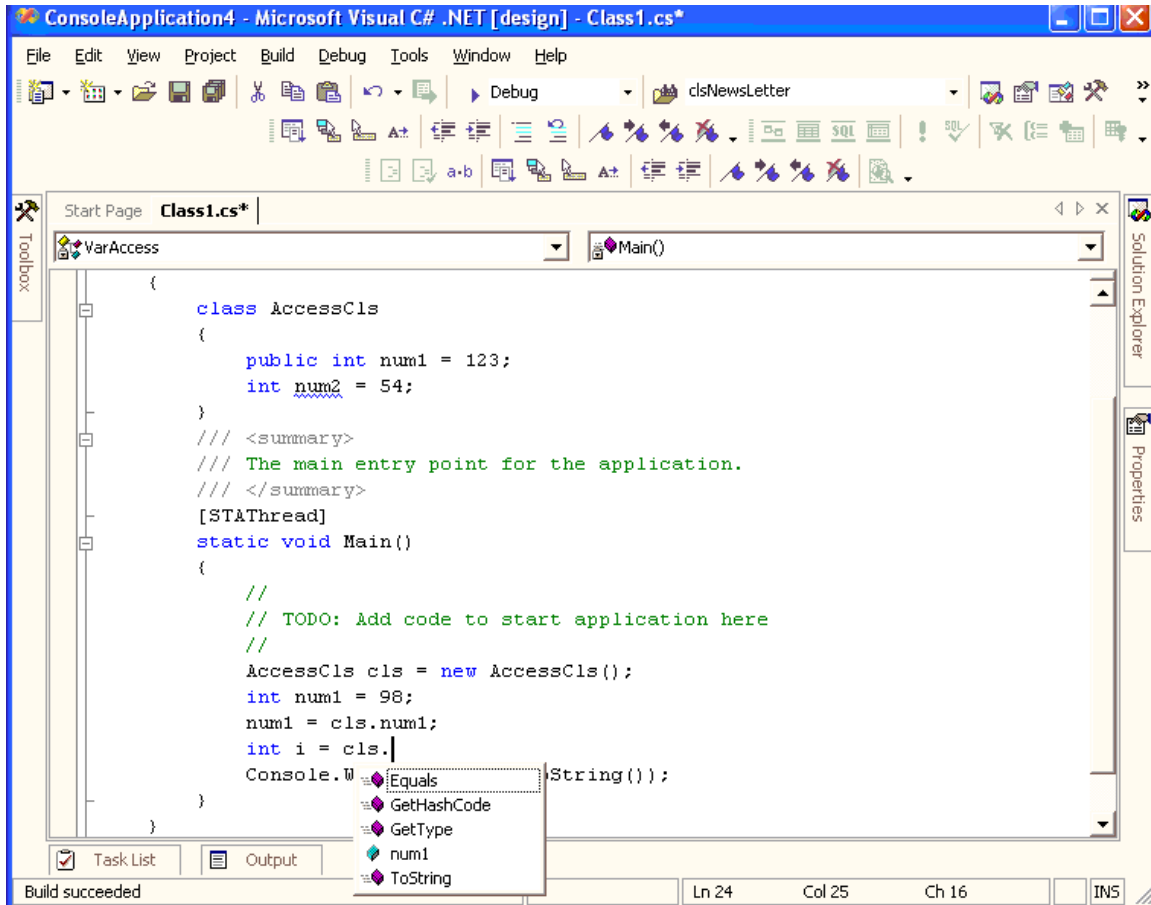 ConsoleApplication4 - Microsoft Visual C# .NET [design] - Class1.cs*
File Edit View Project Build Debug Tools Window Help
Debug clsNewsLetter
SQL SQL
a·b
Start Page Class1.cs*
Toolbox
VarAccess Main()
Solution Explorer
Properties
{
class AccessCls
{
public int num1 = 123;
int num2 = 54;
}
/// <summary>
/// The main entry point for the application.
/// </summary>
[STAThread]
static void Main()
{
//
// TODO: Add code to start application here
//
AccessCls cls = new AccessCls();
int num1 = 98;
num1 = cls.num1;
int i = cls.
Console.W String());
}
}
Equals
GetHashCode
GetType
num1
ToString
Task List Output
Build succeeded Ln 24 Col 25 Ch 16 INS